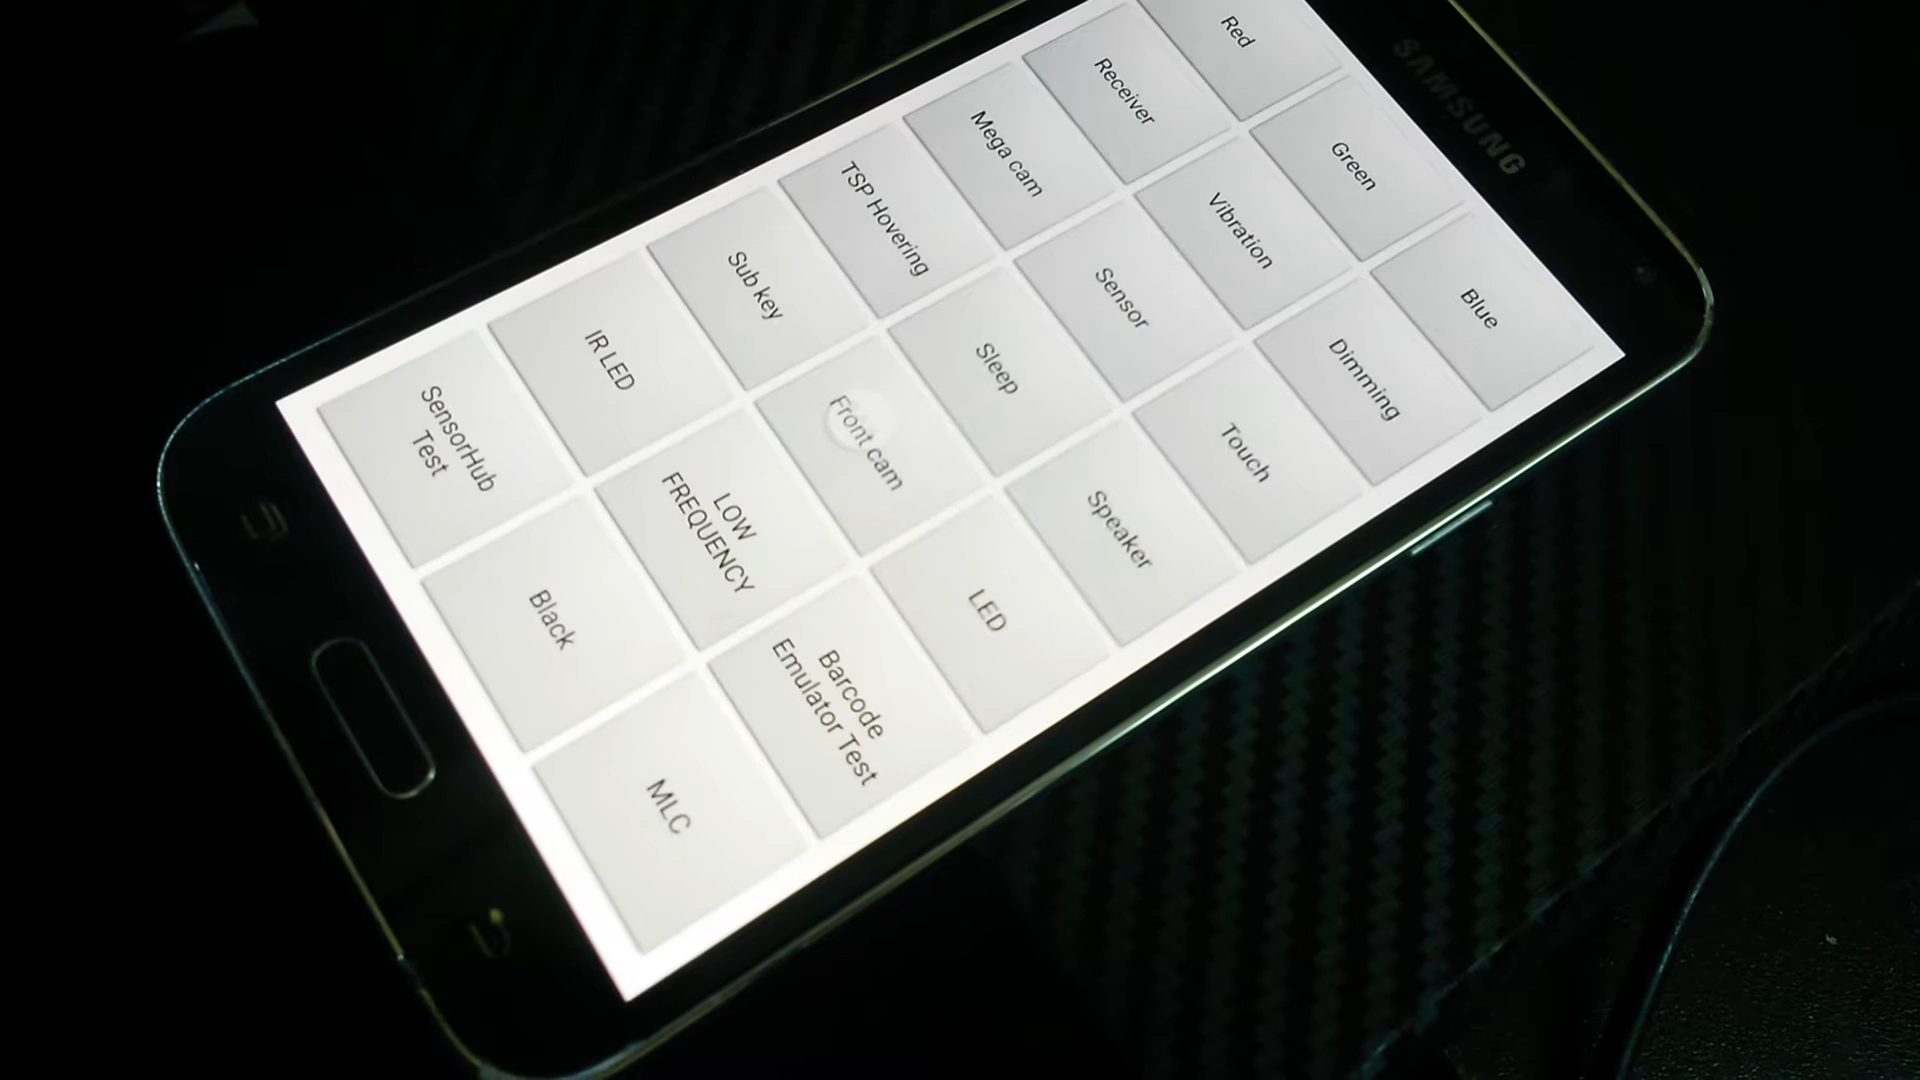 SAMSUNG
Red
Green
Blue
Receiver
Vibration
Dimming
Mega cam
Sensor
Touch
TSP Hovering
Sleep
Speaker
Sub key
Front cam
LED
IR LED
LOW
FREQUENCY
Barcode
Emulator Test
SensorHub
Test
Black
MLC